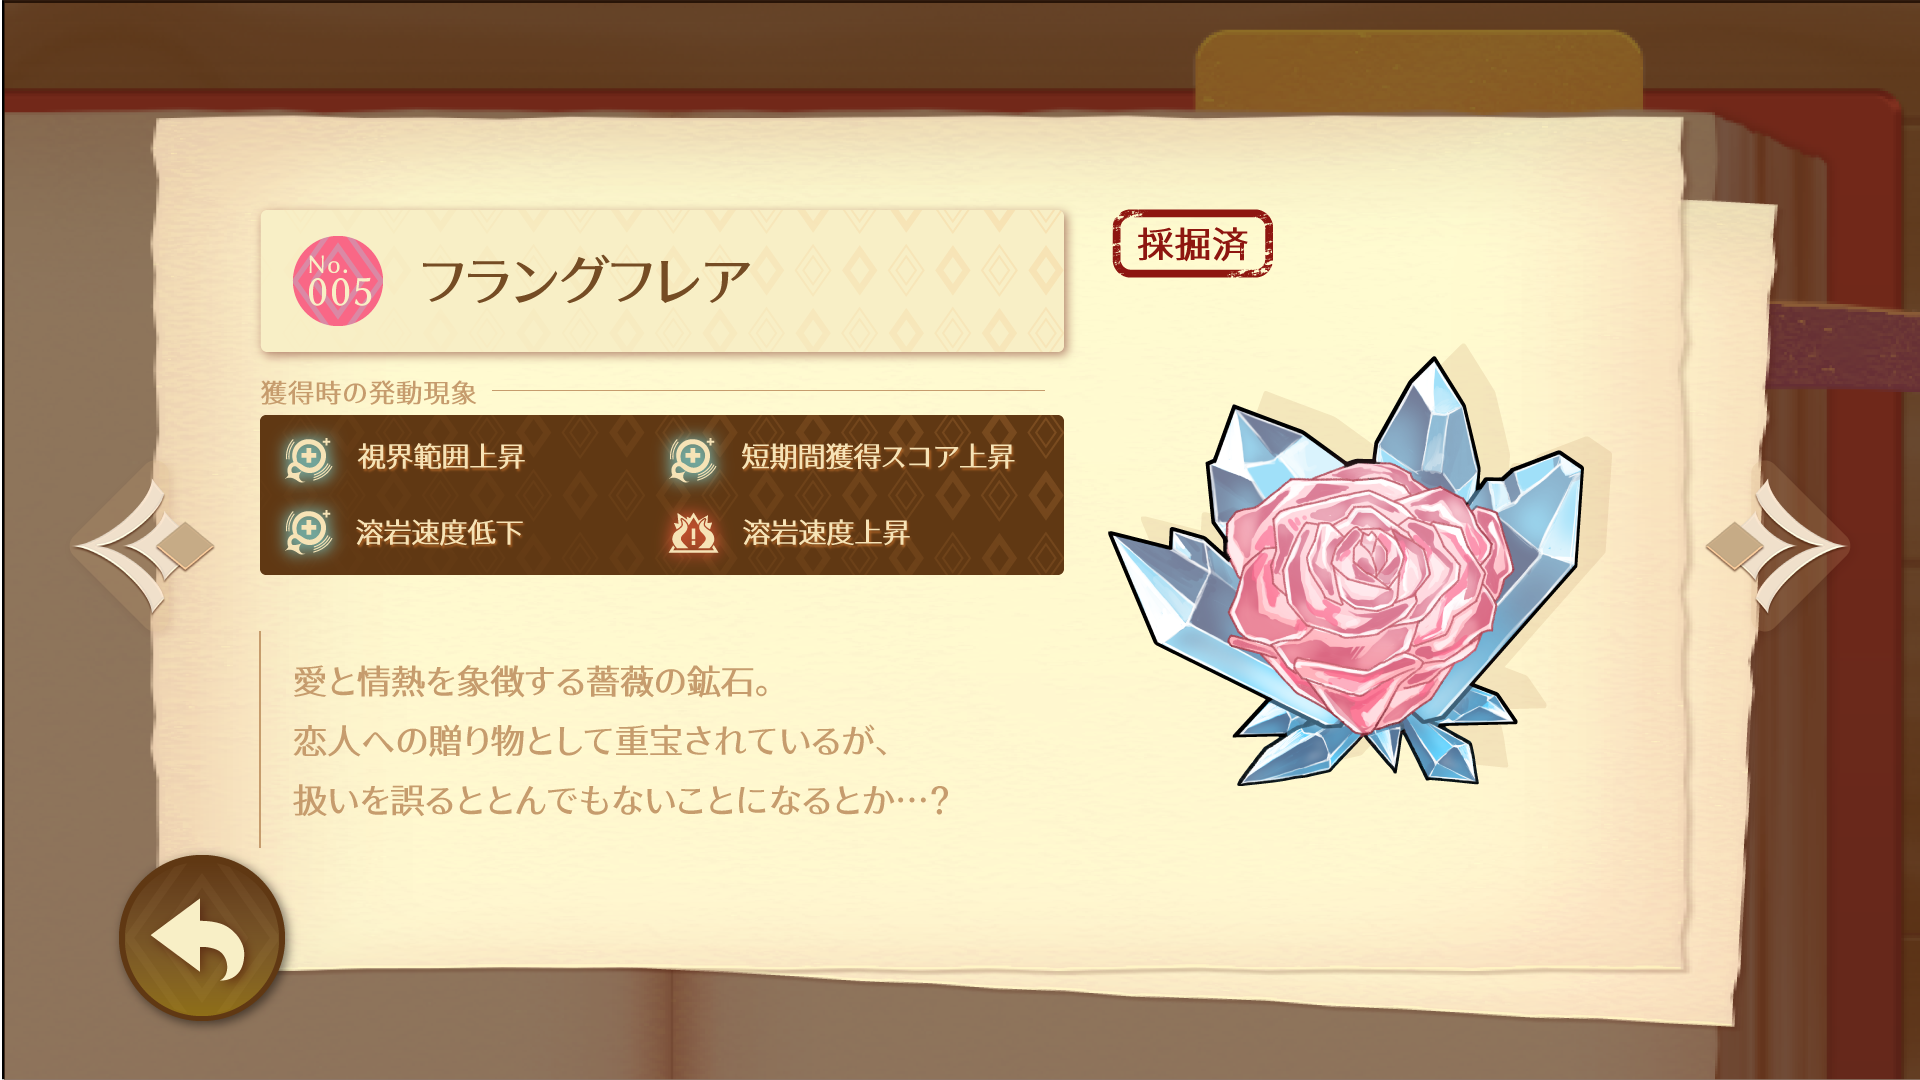 No.
005
フラングフレア
採掘済
獲得時の発動現象
視界範囲上昇
短期間獲得スコア上昇
溶岩速度低下
溶岩速度上昇
愛と情熱を象徴する薔薇の鉱石。
恋人への贈り物として重宝されているが、
扱いを誤るととんでもないことになるとか…？